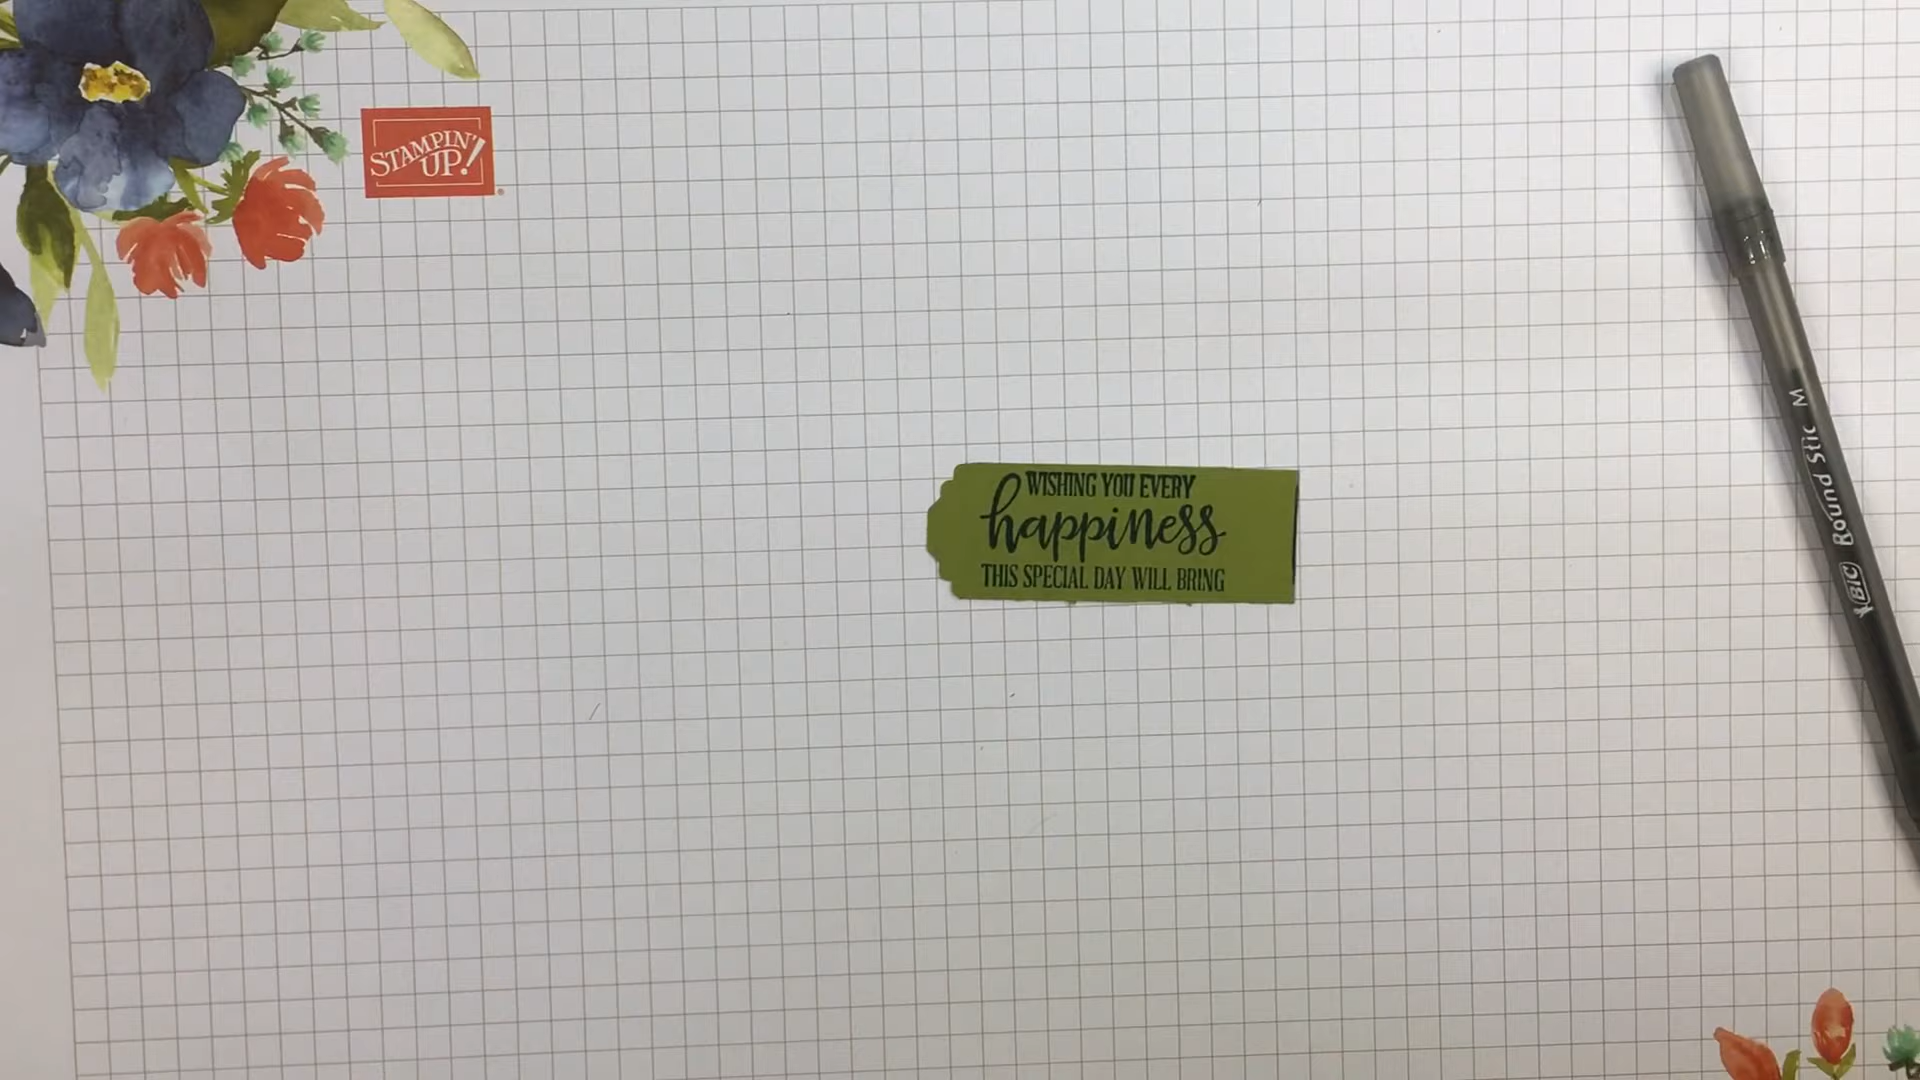 STAMPIN'
UP!
WISHING YOU EVERY
happiness
THIS SPECIAL DAY WILL BRING
BIC Round Stic M